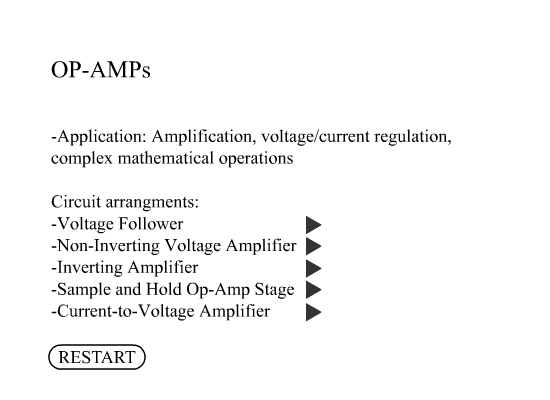 OP-AMPs
-Application: Amplification, voltage/current regulation,
complex mathematical operations
Circuit arrangments:
-Voltage Follower
-Non-Inverting Voltage Amplifier
-Inverting Amplifier
-Sample and Hold Op-Amp Stage
-Current-to-Voltage Amplifier
RESTART